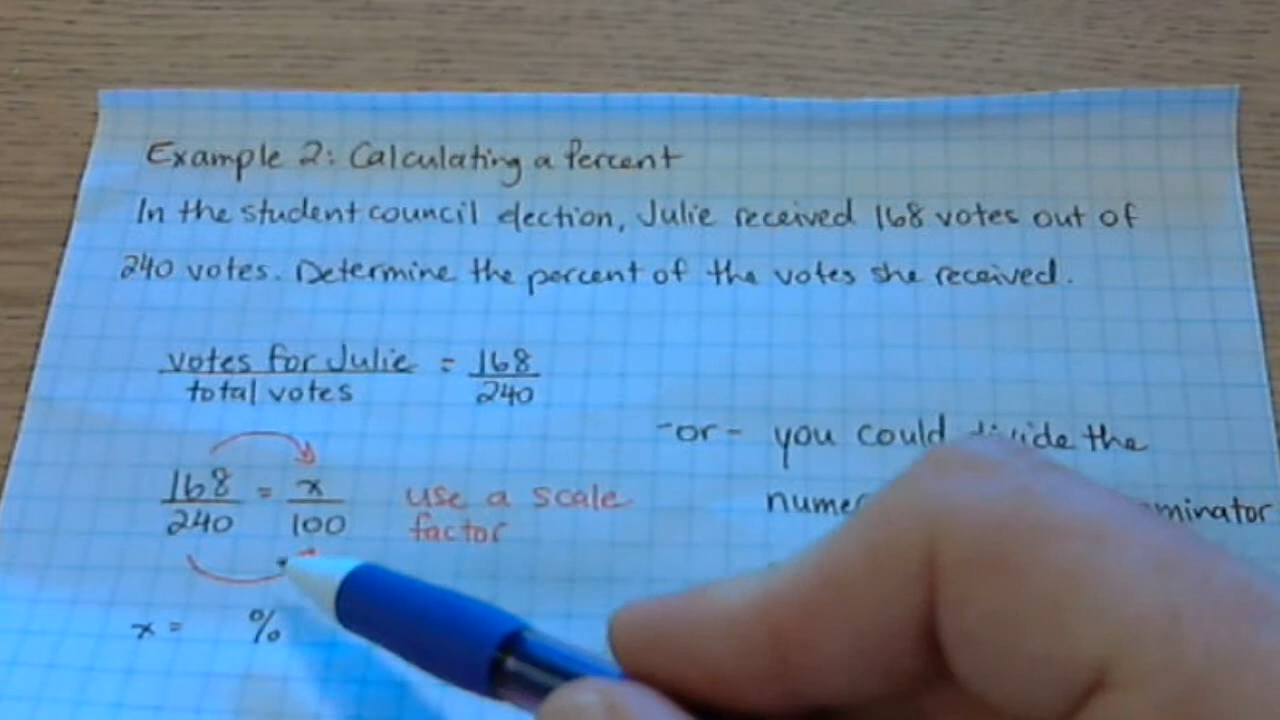 Example 2: Calculating a Percent
In the student council election, Julie received 168 votes out of
240 votes. Determine the percent of the votes she received.
votes for Julie = 168
total votes 240
-or- you could divide the
168 = x
240 100
use a scale
factor
x = %